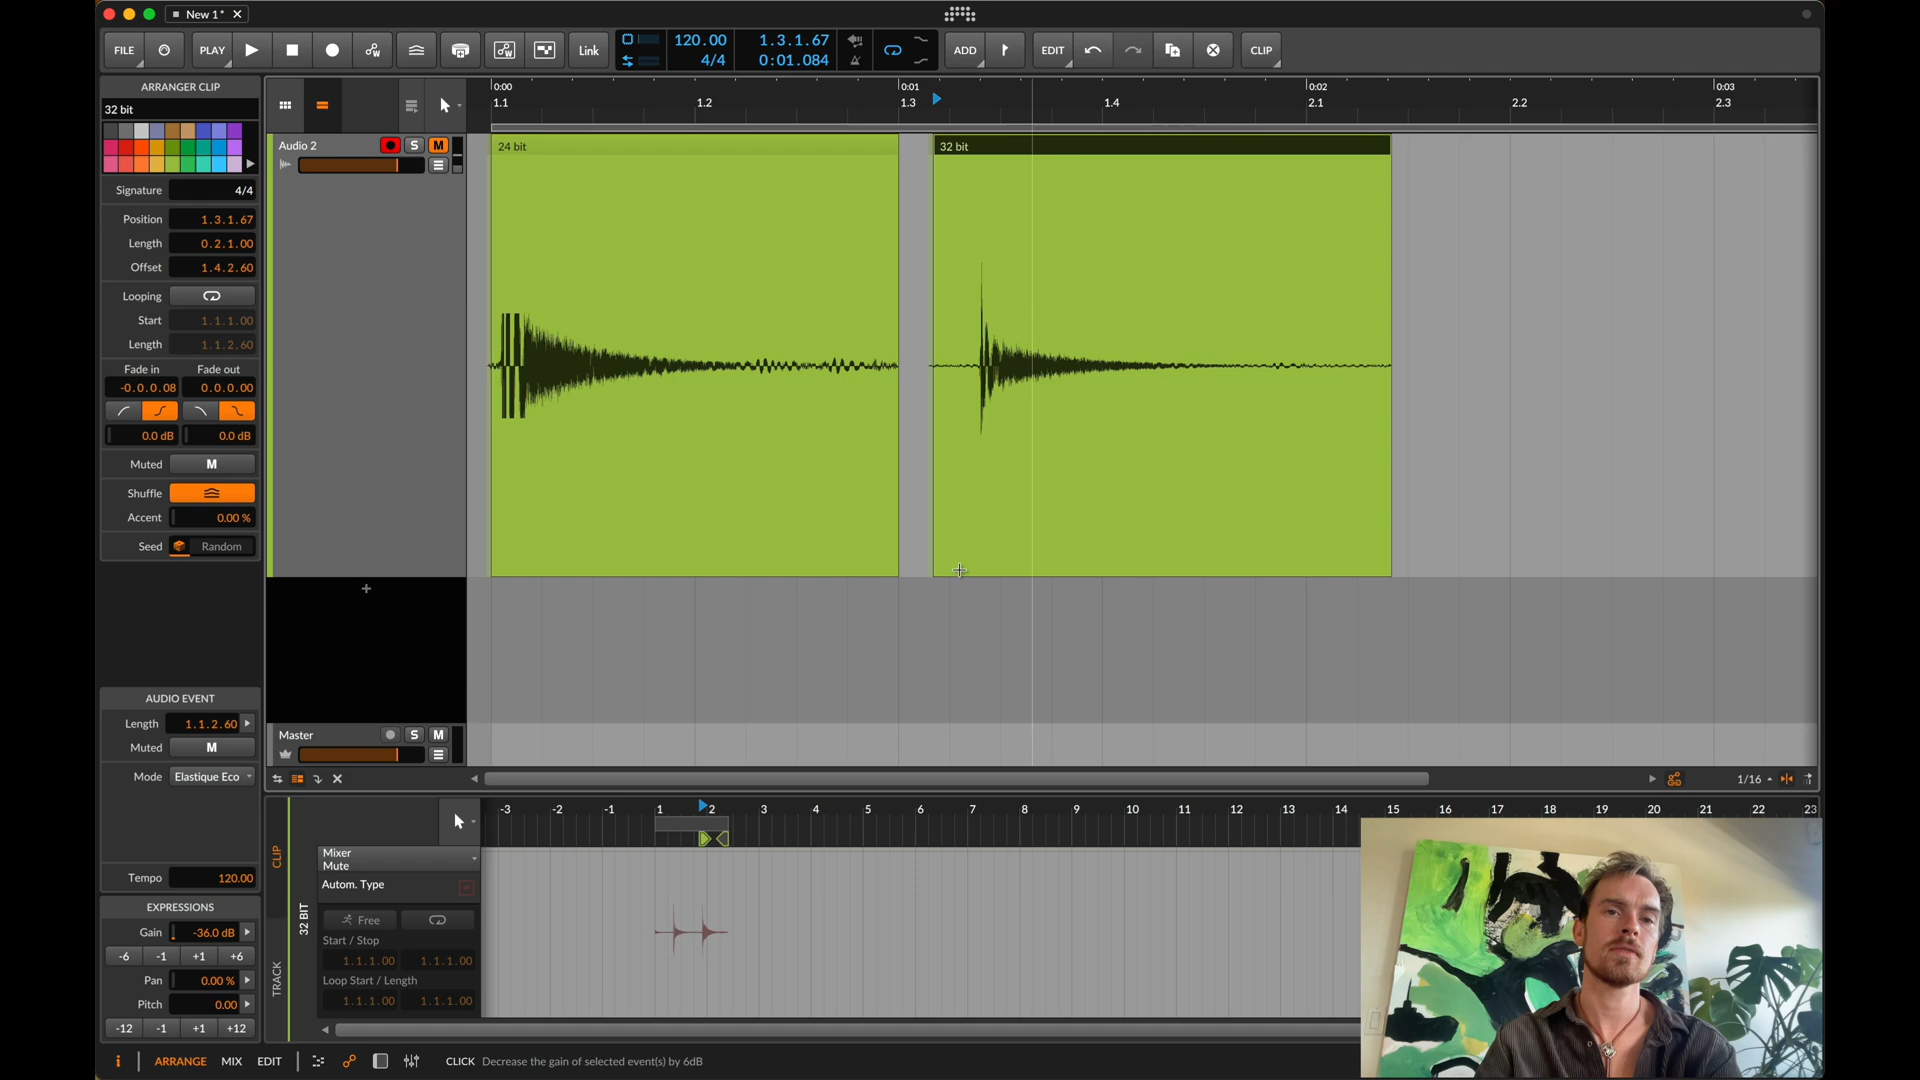 New 1*
FILE
PLAY
Link
120.00
4/4
1.3.1.67
0:01.084
ADD
EDIT
CLIP
ARRANGER CLIP
32 bit
Signature 4/4
Position 1.3.1.67
Length 0.2.1.00
Offset 1.4.2.60
Looping
Start 1.1.1.00
Length 1.1.2.60
Fade in Fade out
-0.0.0.08 0.0.0.00
0.0 dB 0.0 dB
Muted M
Shuffle
Accent 0.00 %
Seed Random
AUDIO EVENT
Length 1.1.2.60
Muted M
Mode Elastique Eco
Tempo 120.00
EXPRESSIONS
Gain -36.0 dB
-6 -1 +1 +6
Pan 0.00 %
Pitch 0.00
-12 -1 +1 +12
0:00 0:01 0:02 0:03
1.1 1.2 1.3 1.4 2.1 2.2 2.3
Audio 2 S M
24 bit
32 bit
+
Master S M
1/16
-3 -2 -1 1 2 3 4 5 6 7 8 9 10 11 12 13 14 15 16 17 18 19 20 21 22 23
CLIP
TRACK
32 BIT
Mixer
Mute
Autom. Type
Free
Start / Stop
1.1.1.00 1.1.1.00
Loop Start / Length
1.1.1.00 1.1.1.00
i ARRANGE MIX EDIT
CLICK Decrease the gain of selected event(s) by 6dB